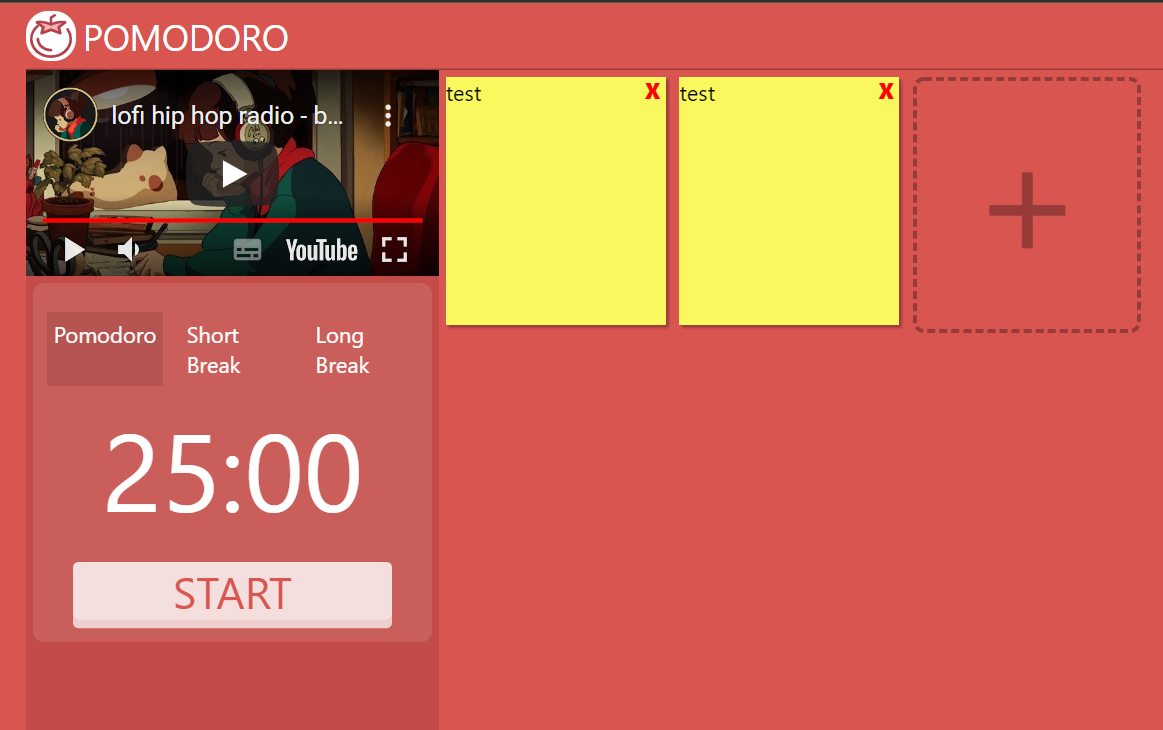 POMODORO
lofi hip hop radio - b...
YouTube
test
X
test
X
Pomodoro
Short
Break
Long
Break
25:00
START